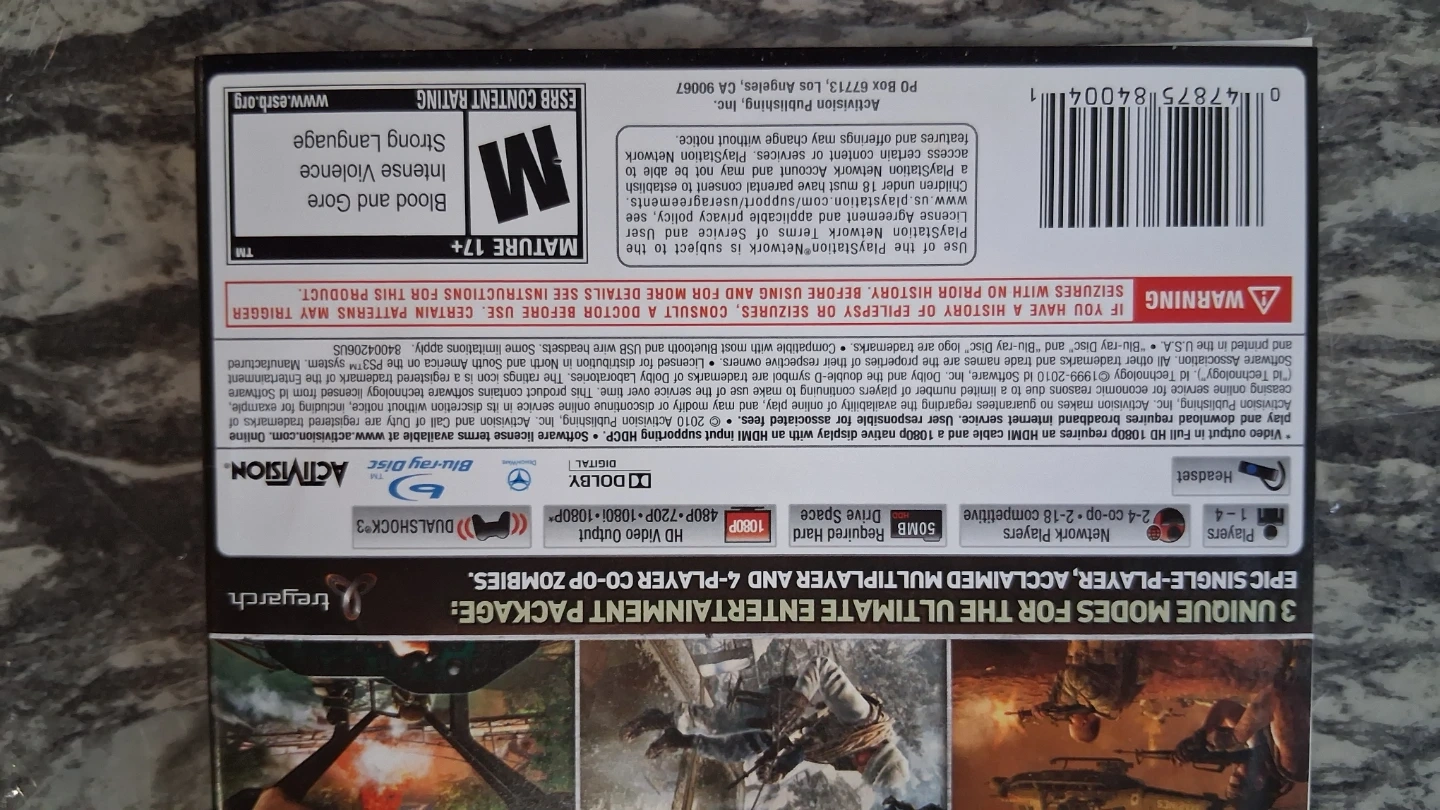 3 UNIQUE MODES FOR THE ULTIMATE ENTERTAINMENT PACKAGE:
EPIC SINGLE-PLAYER, ACCLAIMED MULTIPLAYER AND 4-PLAYER CO-OP ZOMBIES.
treyarch
Players
1 – 4
Network Players
2-4 co-op • 2-18 competitive
50MB
HDD
Required Hard
Drive Space
1080P
HD Video Output
480P • 720P • 1080i • 1080P*
DUALSHOCK®3
Headset
DOLBY
DIGITAL
DemonWare
Blu-ray Disc™
ACTIVISION®
* Video output in Full HD 1080p requires an HDMI cable and a 1080p native display with an HDMI input supporting HDCP. • Software license terms available at www.activision.com. Online
play and download requires broadband internet service. User responsible for associated fees. • © 2010 Activision Publishing, Inc. Activision and Call of Duty are registered trademarks of
Activision Publishing, Inc. Activision makes no guarantees regarding the availability of online play, and may modify or discontinue online service in its discretion without notice, including for example,
ceasing online service for economic reasons due to a limited number of players continuing to make use of the service over time. This product contains software technology licensed from Id Software
("Id Technology"). Id Technology ©1999-2010 Id Software, Inc. Dolby and the double-D symbol are trademarks of Dolby Laboratories. The ratings icon is a registered trademark of the Entertainment
Software Association. All other trademarks and trade names are the properties of their respective owners. • Licensed for distribution in North and South America on the PS3™ system. Manufactured
and printed in the U.S.A. • "Blu-ray Disc" and "Blu-ray Disc" logo are trademarks. • Compatible with most Bluetooth and USB wire headsets. Some limitations apply. 84004206US
WARNING
IF YOU HAVE A HISTORY OF EPILEPSY OR SEIZURES, CONSULT A DOCTOR BEFORE USE. CERTAIN PATTERNS MAY TRIGGER
SEIZURES WITH NO PRIOR HISTORY. BEFORE USING AND FOR MORE DETAILS SEE INSTRUCTIONS FOR THIS PRODUCT.
0 47875 84004 1
Use of the PlayStation®Network is subject to the
PlayStation Network Terms of Service and User
License Agreement and applicable privacy policy, see
www.us.playstation.com/support/useragreements.
Children under 18 must have parental consent to establish
a PlayStation Network Account and may not be able to
access certain content or services. PlayStation Network
features and offerings may change without notice.
Activision Publishing, Inc.
PO Box 67713, Los Angeles, CA 90067
MATURE 17+
TM
M
Blood and Gore
Intense Violence
Strong Language
ESRB CONTENT RATING
www.esrb.org